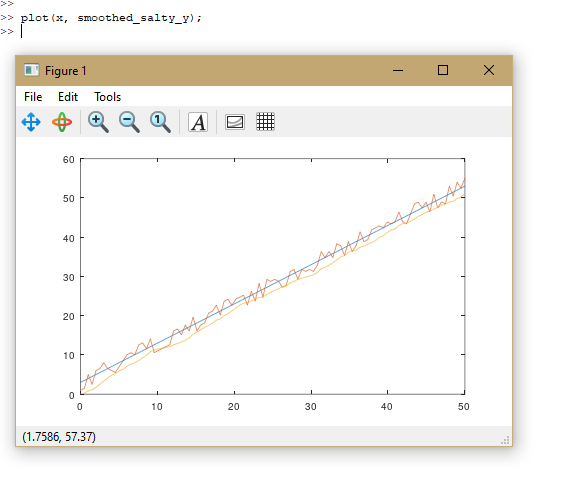 >>
>> plot(x, smoothed_salty_y);
>>
Figure 1
File Edit Tools
A
60
50
40
30
20
10
0
0 10 20 30 40 50
(1.7586, 57.37)